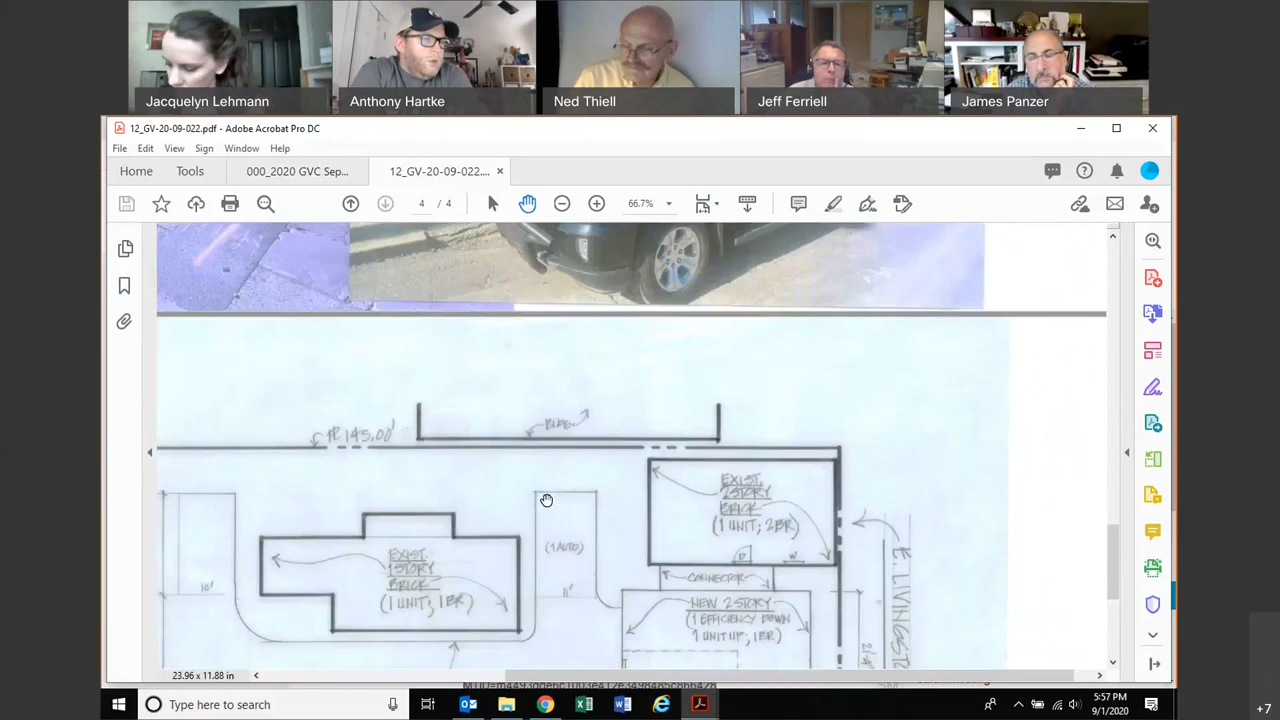 Jacquelyn Lehmann
Anthony Hartke
Ned Thiell
Jeff Ferriell
James Panzer
12_GV-20-09-022.pdf - Adobe Acrobat Pro DC
File Edit View Sign Window Help
Home Tools 000_2020 GVC Sep... 12_GV-20-09-022.... ×
4 / 4 66.7%
145.00'
BLDG
EXIST.
2 STORY
BRICK
(1 UNIT; 2BR)
D W
EXIST.
1 STORY
BRICK
(1 UNIT; 1BR)
(1 AUTO)
10'
11'
CONNECTOR
NEW 2 STORY
(1 EFFICIENCY DOWN
1 UNIT UP, 1BR)
E. LIVINGST
23.96 x 11.88 in
Type here to search
5:57 PM
9/1/2020
+7